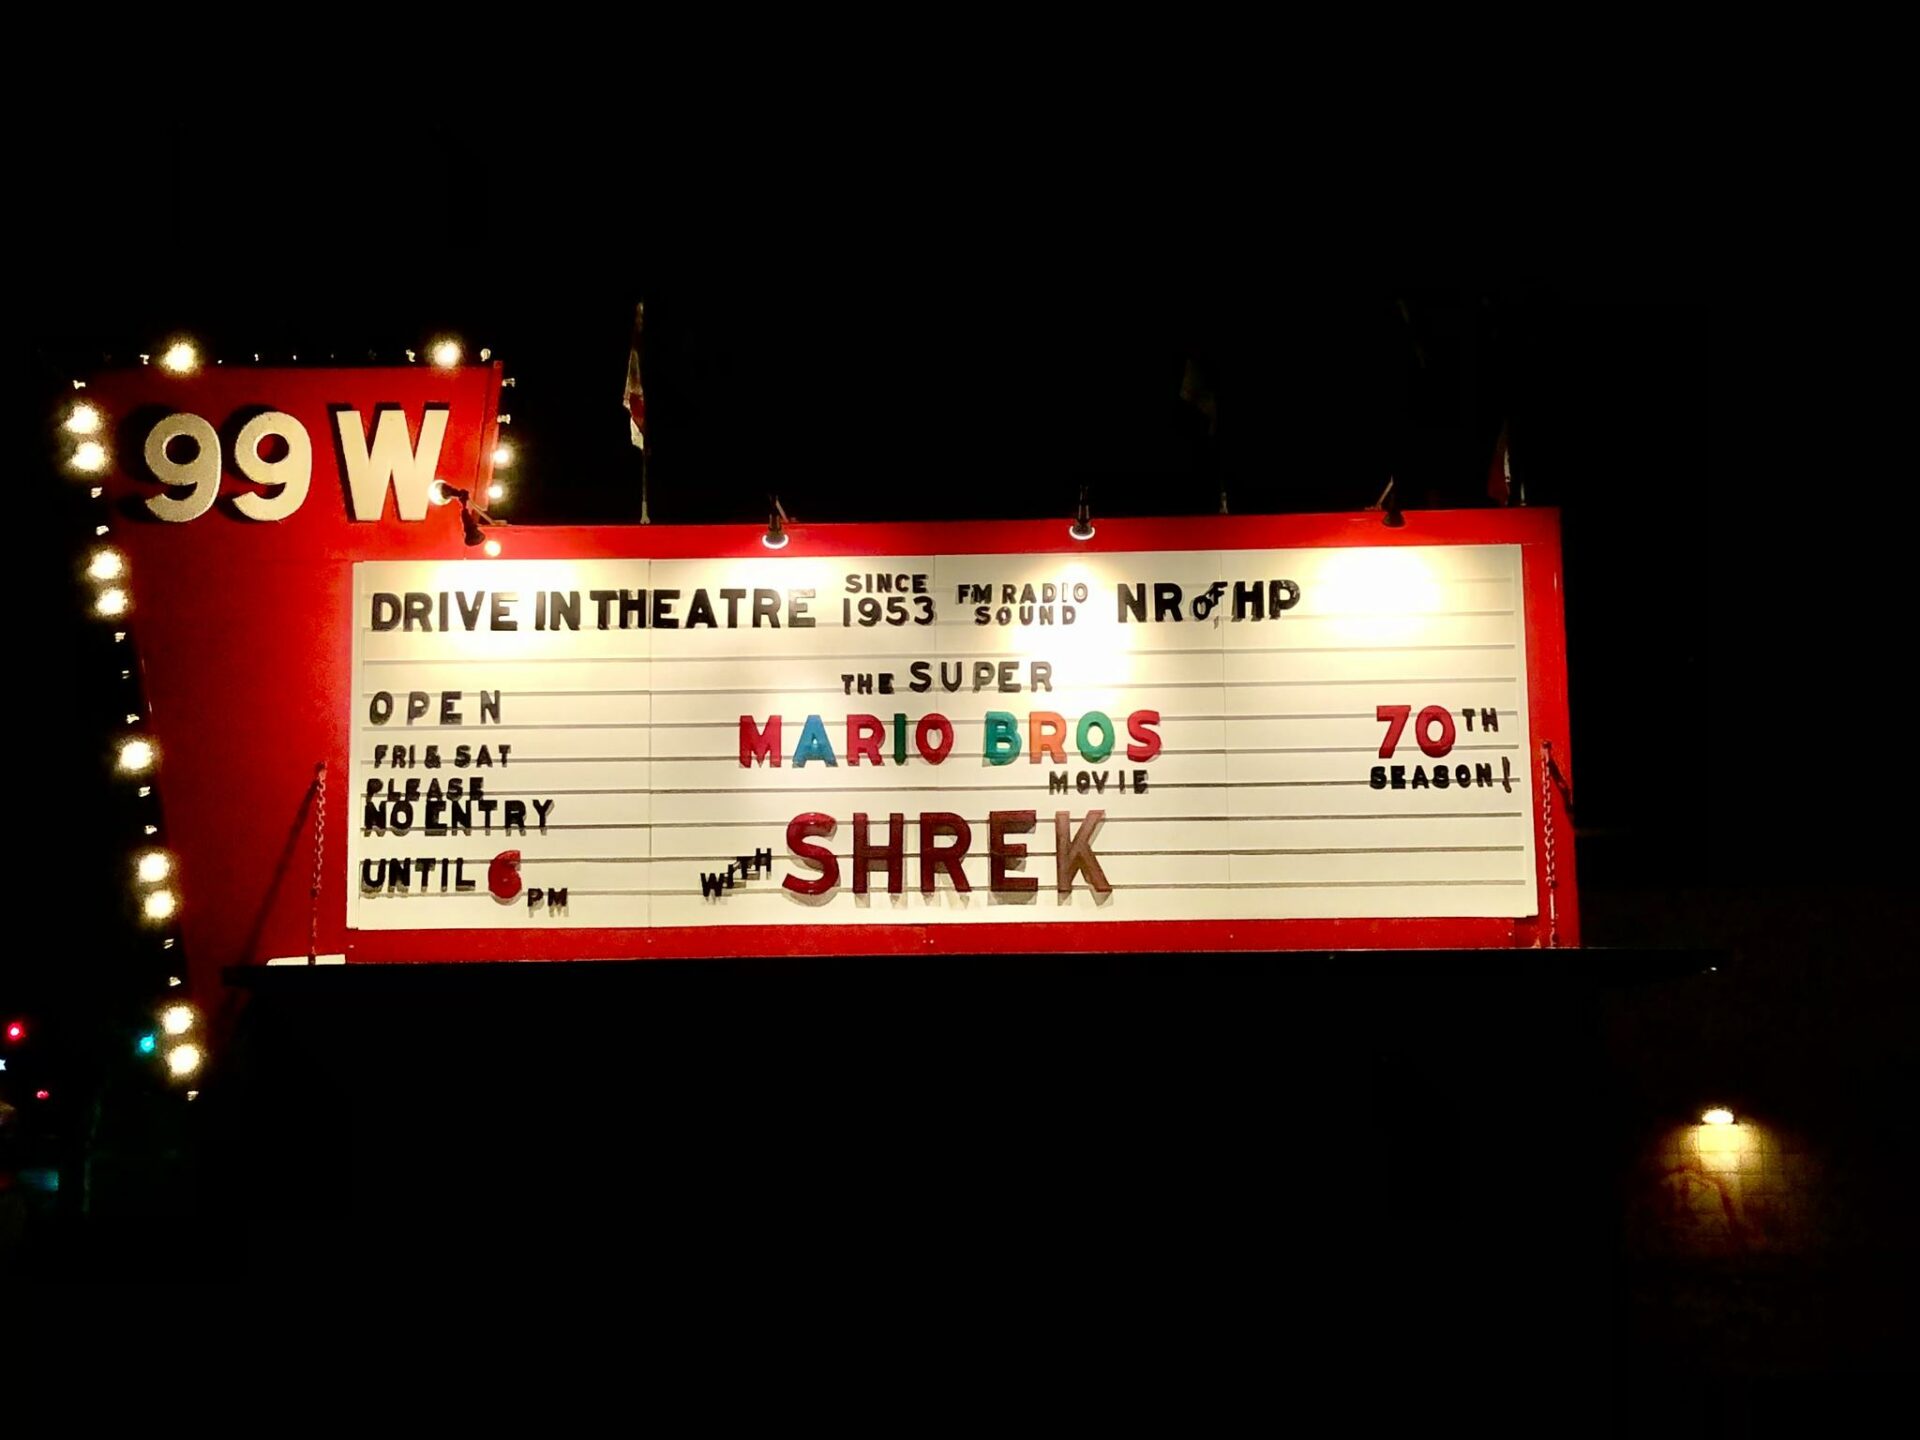 99W
DRIVE IN THEATRE SINCE 1953 FM RADIO SOUND NR of HP
OPEN
FRI & SAT
PLEASE
NO ENTRY
UNTIL 6 PM
THE SUPER
MARIO BROS
MOVIE
WITH SHREK
70TH
SEASON!